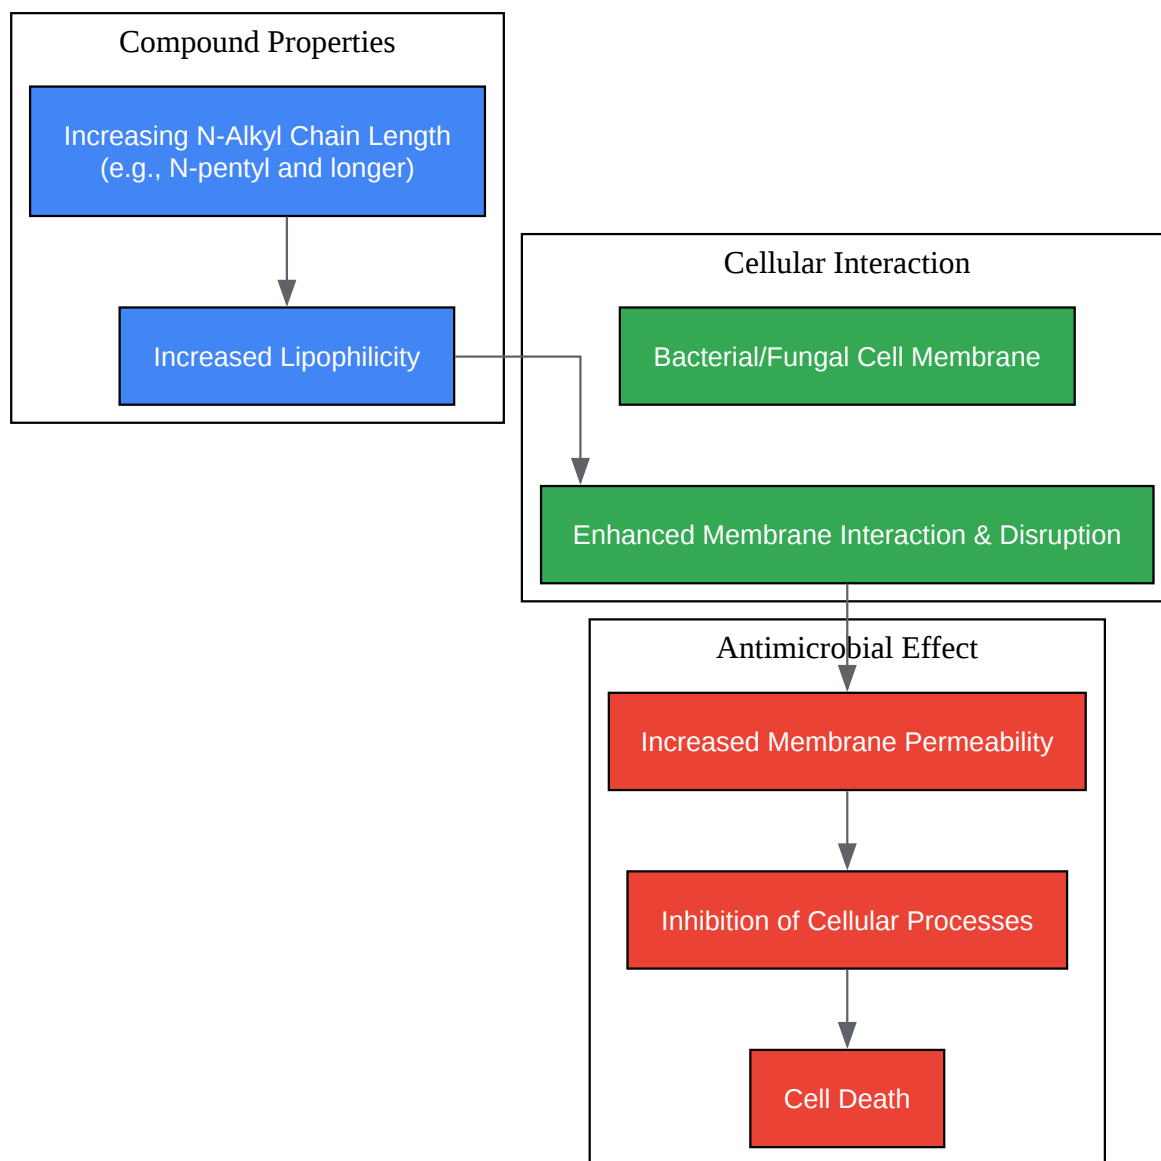 Compound Properties
Increasing N-Alkyl Chain Length
(e.g., N-pentyl and longer)
Increased Lipophilicity
Cellular Interaction
Bacterial/Fungal Cell Membrane
Enhanced Membrane Interaction & Disruption
Antimicrobial Effect
Increased Membrane Permeability
Inhibition of Cellular Processes
Cell Death